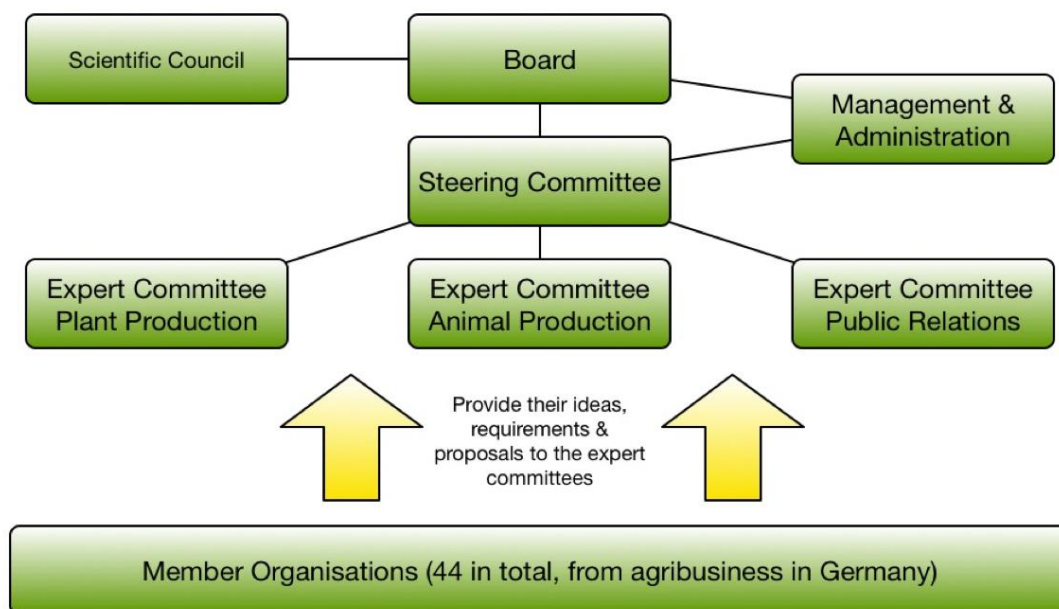 Scientific Council
Board
Management &
Administration
Steering Committee
Expert Committee
Plant Production
Expert Committee
Animal Production
Expert Committee
Public Relations
Provide their ideas,
requirements &
proposals to the expert
committees
Member Organisations (44 in total, from agribusiness in Germany)